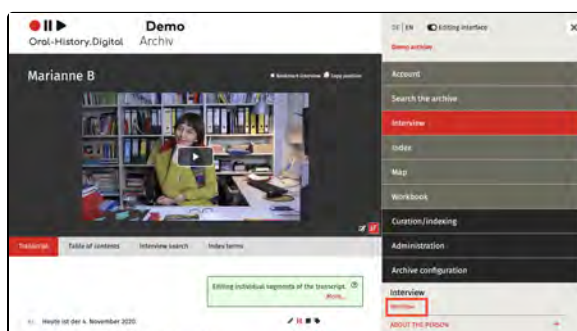 Demo
Oral-History.Digital Archiv
Marianne B
Bookmark interview Copy position
Transcript Table of contents Interview search Index terms
Editing individual segments of the transcript.
More...
Heute ist der 4. November 2020.
DE | EN Editing interface
Demo archive
Account
Search the archive
Interview
Index
Map
Workbook
Curation/indexing
Administration
Archive configuration
Interview
ABOUT THE PERSON +